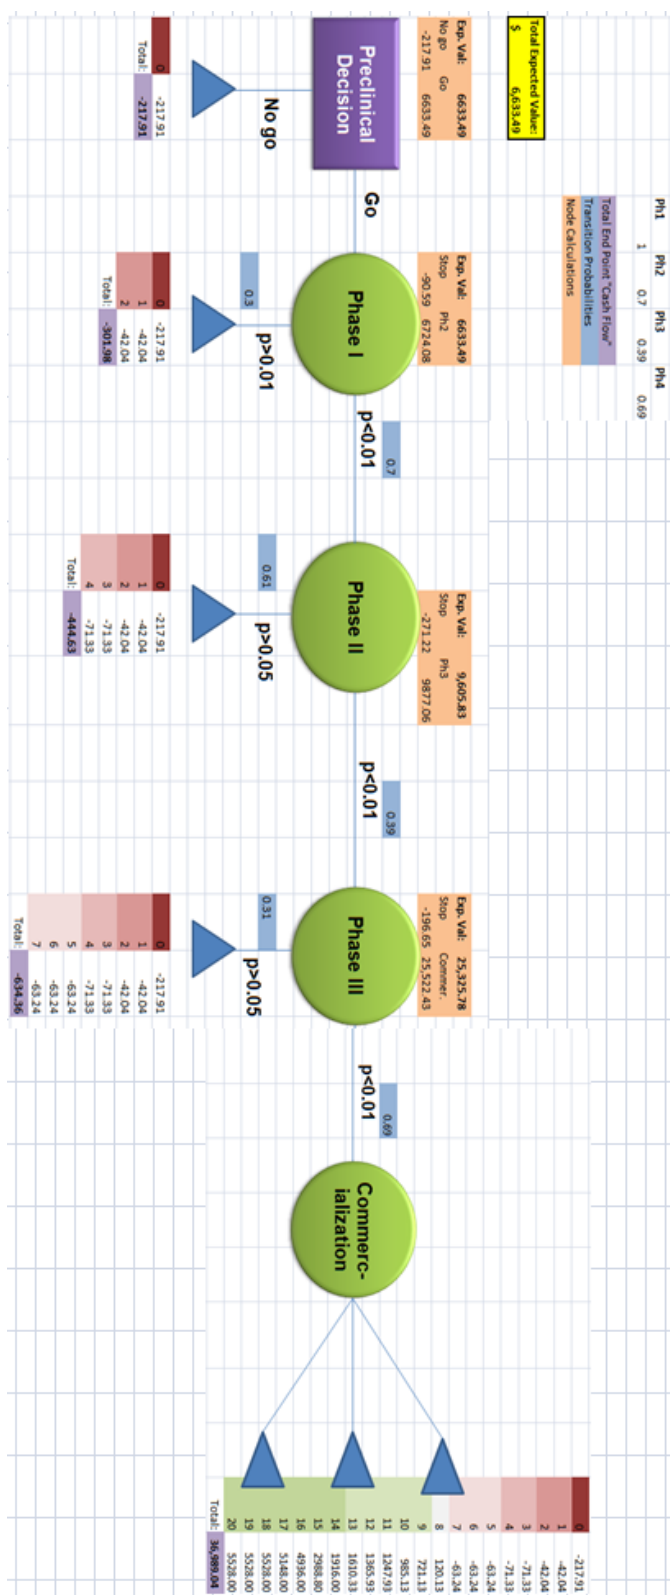 Total Expected Value:
$ 6,633.49
Ph1 Ph2 Ph3 Ph4
1 0.7 0.39 0.69
Total End Point "Cash Flow"
Transition Probabilities
Node Calculations
Exp. Val: 6633.49
No go Go
-217.91 6633.49
Preclinical
Decision
Go
No go
0 -217.91
Total: -217.91
Exp. Val: 6633.49
Stop Ph2
-90.59 6724.08
Phase I
0.3
p>0.01
0 -217.91
1 -42.04
2 -42.04
Total: -301.98
0.7
p<0.01
Exp. Val: 9,605.83
Stop Ph3
-271.22 9877.06
Phase II
0.61
p>0.05
0 -217.91
1 -42.04
2 -42.04
3 -71.33
4 -71.33
Total: -444.63
0.39
p<0.01
Exp. Val: 25,325.78
Stop Commer.
-196.65 25,522.43
Phase III
0.31
p>0.05
0 -217.91
1 -42.04
2 -42.04
3 -71.33
4 -71.33
5 -63.24
6 -63.24
7 -63.24
Total: -634.36
0.69
p<0.01
Commerc-
ialization
0 -217.91
1 -42.04
2 -42.04
3 -71.33
4 -71.33
5 -63.24
6 -63.24
7 -63.24
8 120.13
9 721.13
10 985.13
11 1247.93
12 1365.93
13 1610.33
14 1916.00
15 2988.80
16 4936.00
17 5148.00
18 5528.00
19 5528.00
20 5528.00
Total: 36,989.04